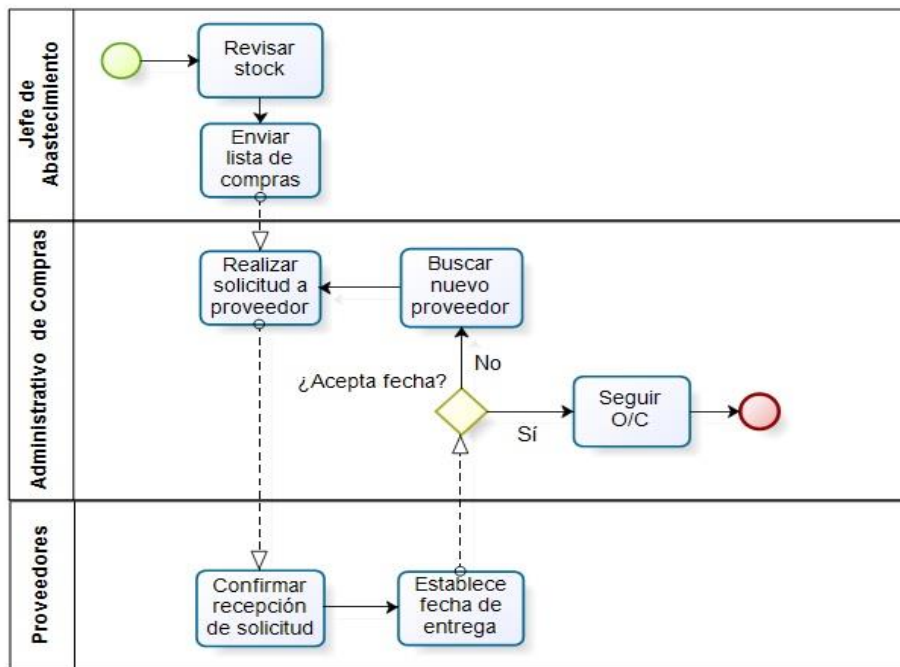 Jefe de
Abastecimiento
Revisar
stock
Enviar
lista de
compras
Administrativo de Compras
Realizar
solicitud a
proveedor
Buscar
nuevo
proveedor
¿Acepta fecha?
No
Sí
Seguir
O/C
Proveedores
Confirmar
recepción
de solicitud
Establece
fecha de
entrega